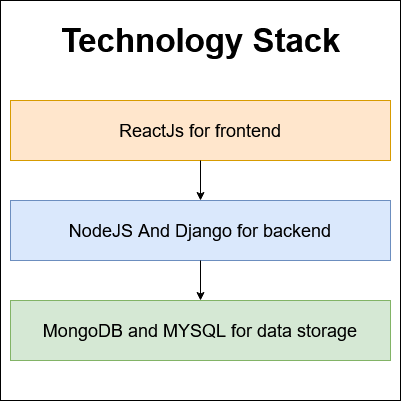 Technology Stack
ReactJs for frontend
NodeJS And Django for backend
MongoDB and MYSQL for data storage